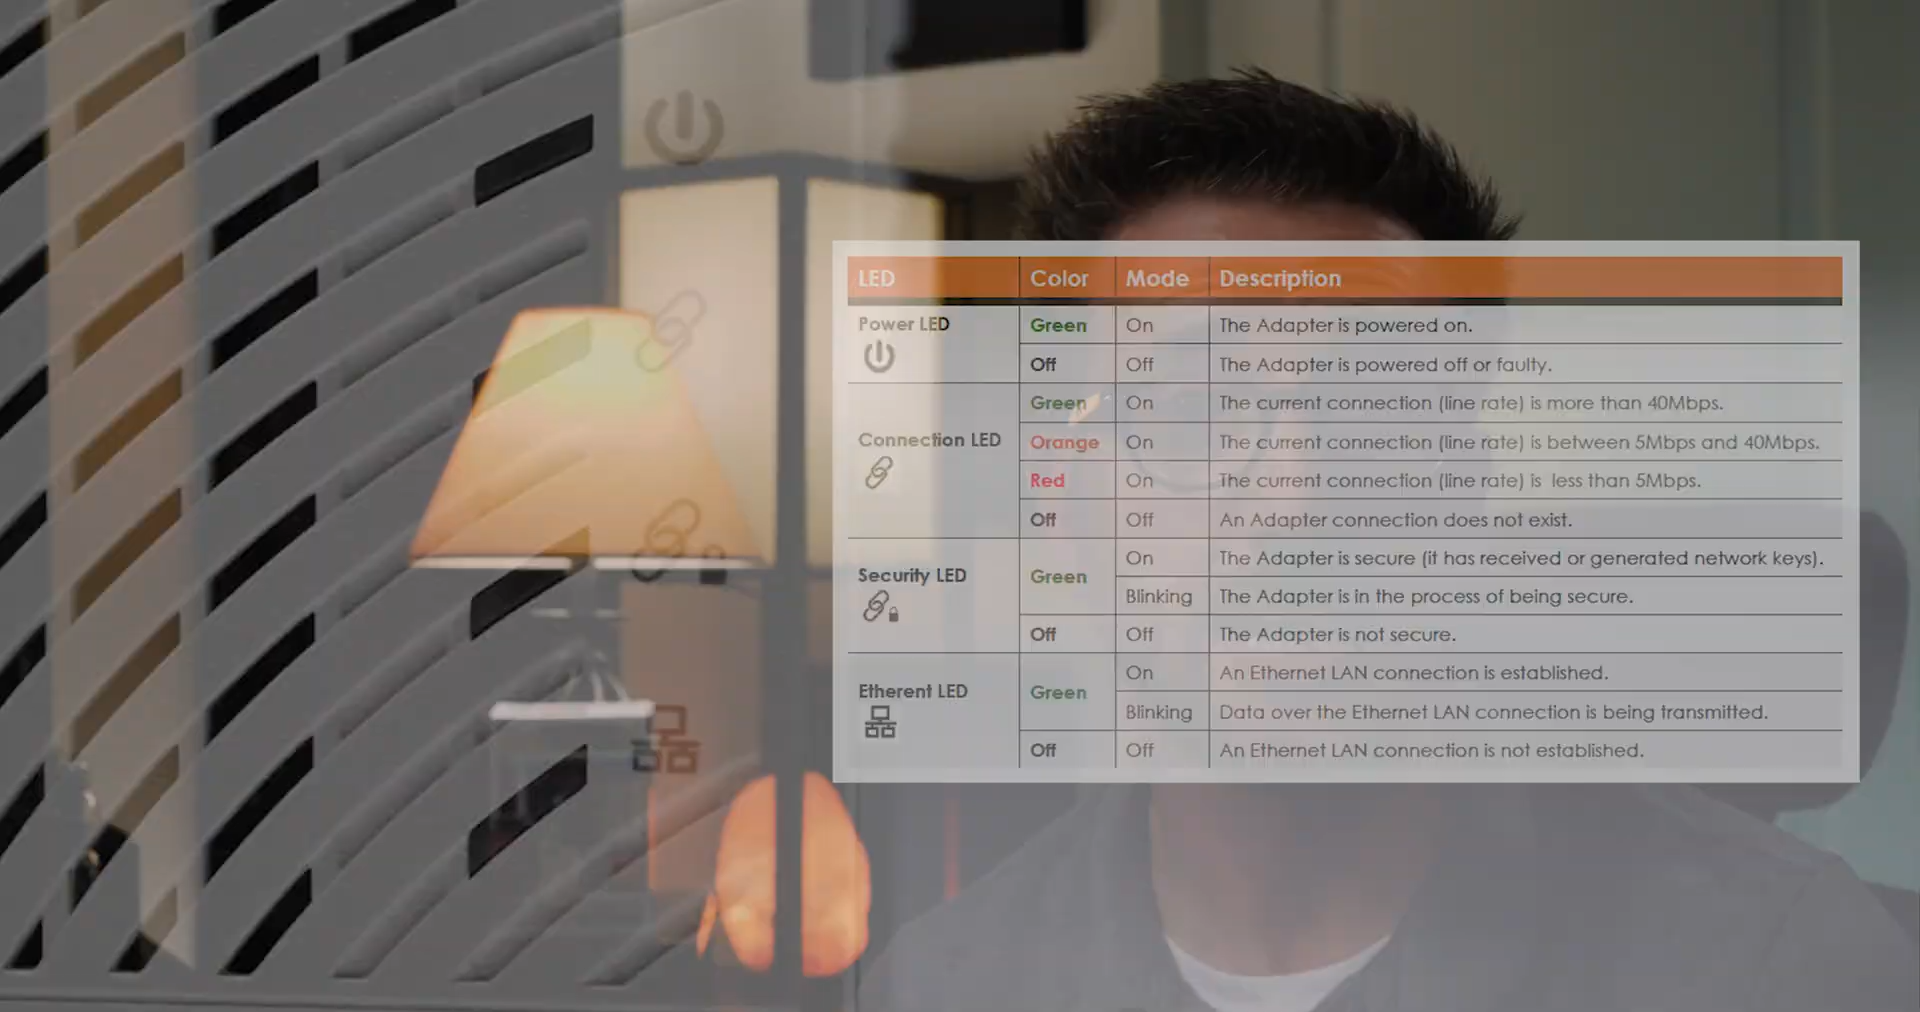 LED Color Mode Description
Power LED Green On The Adapter is powered on.
Off Off The Adapter is powered off or faulty.
Connection LED Green On The current connection (line rate) is more than 40Mbps.
Orange On The current connection (line rate) is between 5Mbps and 40Mbps.
Red On The current connection (line rate) is less than 5Mbps.
Off Off An Adapter connection does not exist.
Security LED Green On The Adapter is secure (it has received or generated network keys).
Blinking The Adapter is in the process of being secure.
Off Off The Adapter is not secure.
Etherent LED Green On An Ethernet LAN connection is established.
Blinking Data over the Ethernet LAN connection is being transmitted.
Off Off An Ethernet LAN connection is not established.